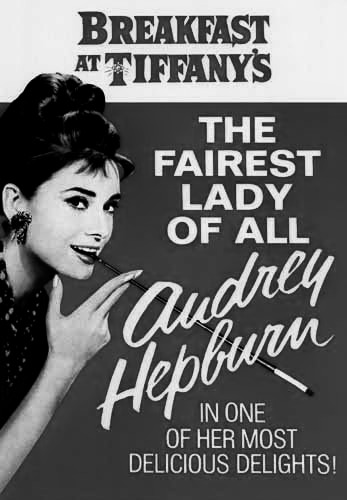 BREAKFAST
AT TIFFANY'S
THE
FAIREST
LADY
OF ALL
Audrey
Hepburn
IN ONE
OF HER MOST
DELICIOUS DELIGHTS!